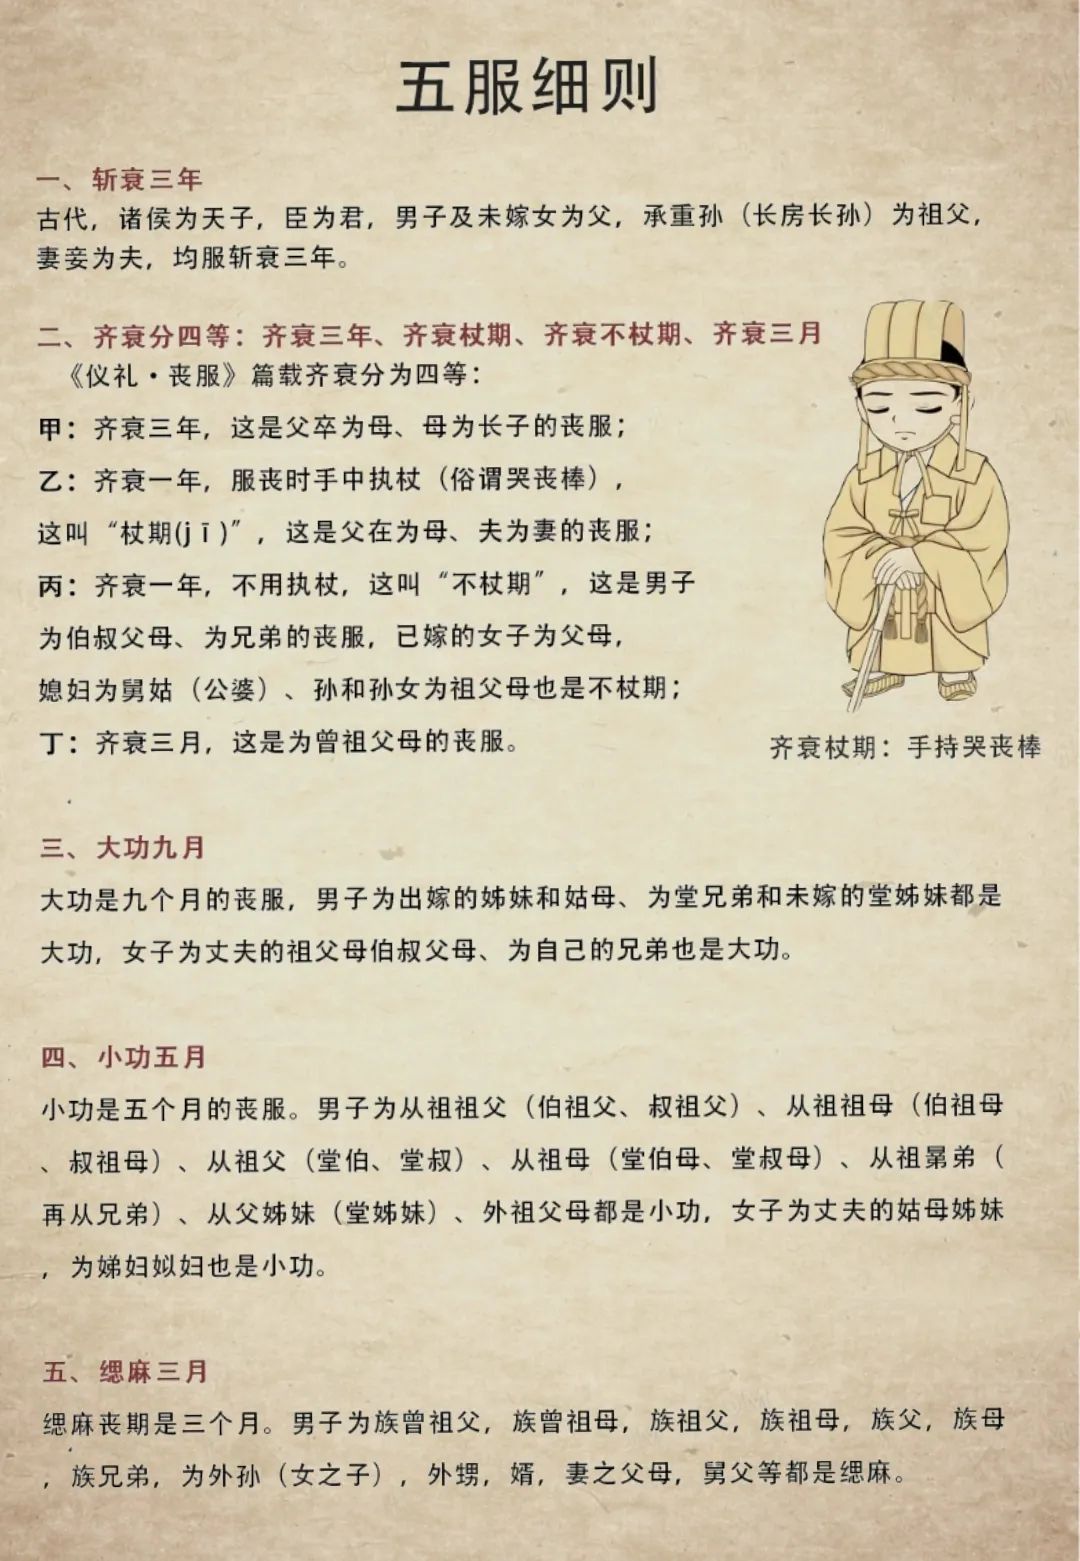 五服细则
一、斩衰三年
古代，诸侯为天子，臣为君，男子及未嫁女为父，承重孙（长房长孙）为祖父，
妻妾为夫，均服斩衰三年。
二、齐衰分四等：齐衰三年、齐衰杖期、齐衰不杖期、齐衰三月
《仪礼·丧服》篇载齐衰分为四等：
甲：齐衰三年，这是父卒为母、母为长子的丧服；
乙：齐衰一年，服丧时手中执杖（俗谓哭丧棒），
这叫“杖期(jī)”，这是父在为母、夫为妻的丧服；
丙：齐衰一年，不用执杖，这叫“不杖期”，这是男子
为伯叔父母、为兄弟的丧服，已嫁的女子为父母，
媳妇为舅姑（公婆）、孙和孙女为祖父母也是不杖期；
丁：齐衰三月，这是为曾祖父母的丧服。
齐衰杖期：手持哭丧棒
三、大功九月
大功是九个月的丧服，男子为出嫁的姊妹和姑母、为堂兄弟和未嫁的堂姊妹都是
大功，女子为丈夫的祖父母伯叔父母、为自己的兄弟也是大功。
四、小功五月
小功是五个月的丧服。男子为从祖祖父（伯祖父、叔祖父）、从祖祖母（伯祖母
、叔祖母）、从祖父（堂伯、堂叔）、从祖母（堂伯母、堂叔母）、从祖昴弟（
再从兄弟）、从父姊妹（堂姊妹）、外祖父母都是小功，女子为丈夫的姑母姊妹
，为娣妇姒妇也是小功。
五、缌麻三月
缌麻丧期是三个月。男子为族曾祖父，族曾祖母，族祖父，族祖母，族父，族母
，族兄弟，为外孙（女之子），外甥，婿，妻之父母，舅父等都是缌麻。